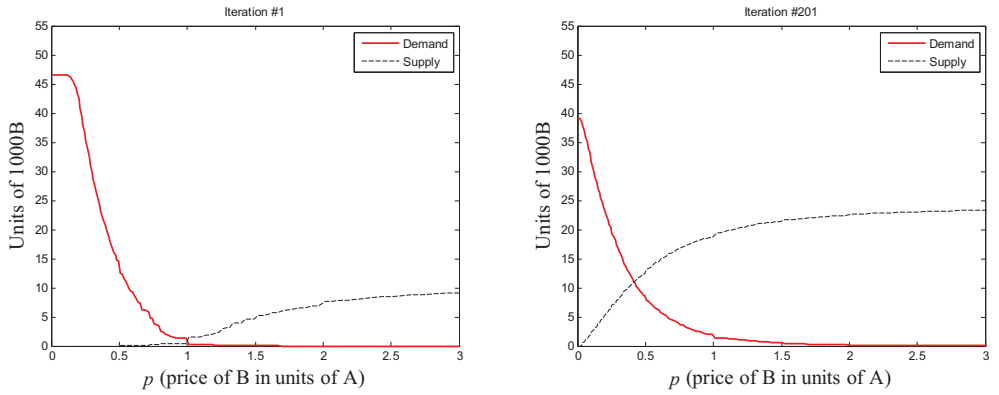 Iteration #1
55
50
45
40
35
30
25
20
15
10
5
0
Units of 1000B
0 0.5 1 1.5 2 2.5 3
p (price of B in units of A)
Demand
Supply
Iteration #201
55
50
45
40
35
30
25
20
15
10
5
0
Units of 1000B
0 0.5 1 1.5 2 2.5 3
p (price of B in units of A)
Demand
Supply